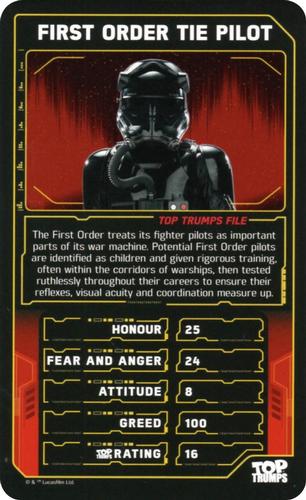 FIRST ORDER TIE PILOT
TOP TRUMPS FILE
The First Order treats its fighter pilots as important
parts of its war machine. Potential First Order pilots
are identified as children and given rigorous training,
often within the corridors of warships, then tested
ruthlessly throughout their careers to ensure their
reflexes, visual acuity and coordination measure up.
HONOUR 25
FEAR AND ANGER 24
ATTITUDE 8
GREED 100
TOP TRUMPS RATING 16
© & ™ Lucasfilm Ltd.
TOP
TRUMPS